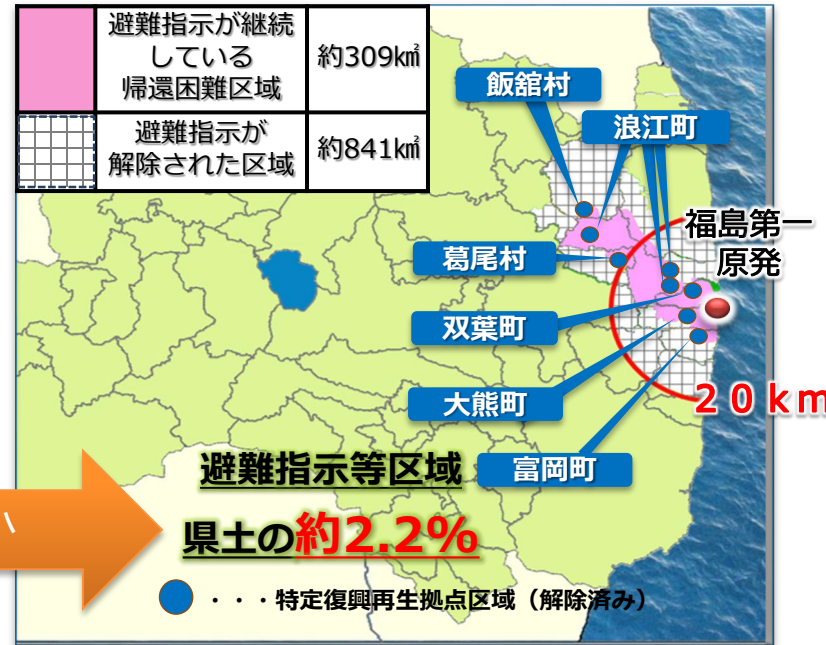 避難指示が継続
している
帰還困難区域
約309㎢
避難指示が
解除された区域
約841㎢
飯舘村
浪江町
福島第一
原発
葛尾村
双葉町
大熊町
20km
富岡町
避難指示等区域
県土の約2.2%
・・・特定復興再生拠点区域（解除済み）